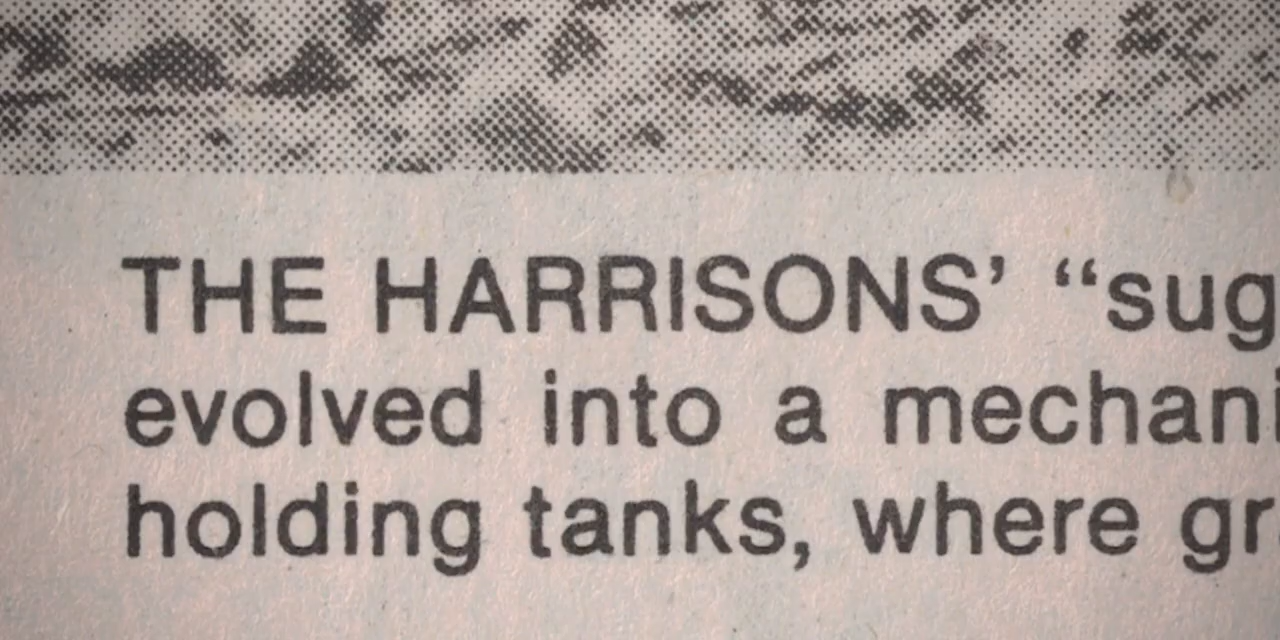 THE HARRISONS’ “sug
evolved into a mechani
holding tanks, where gr